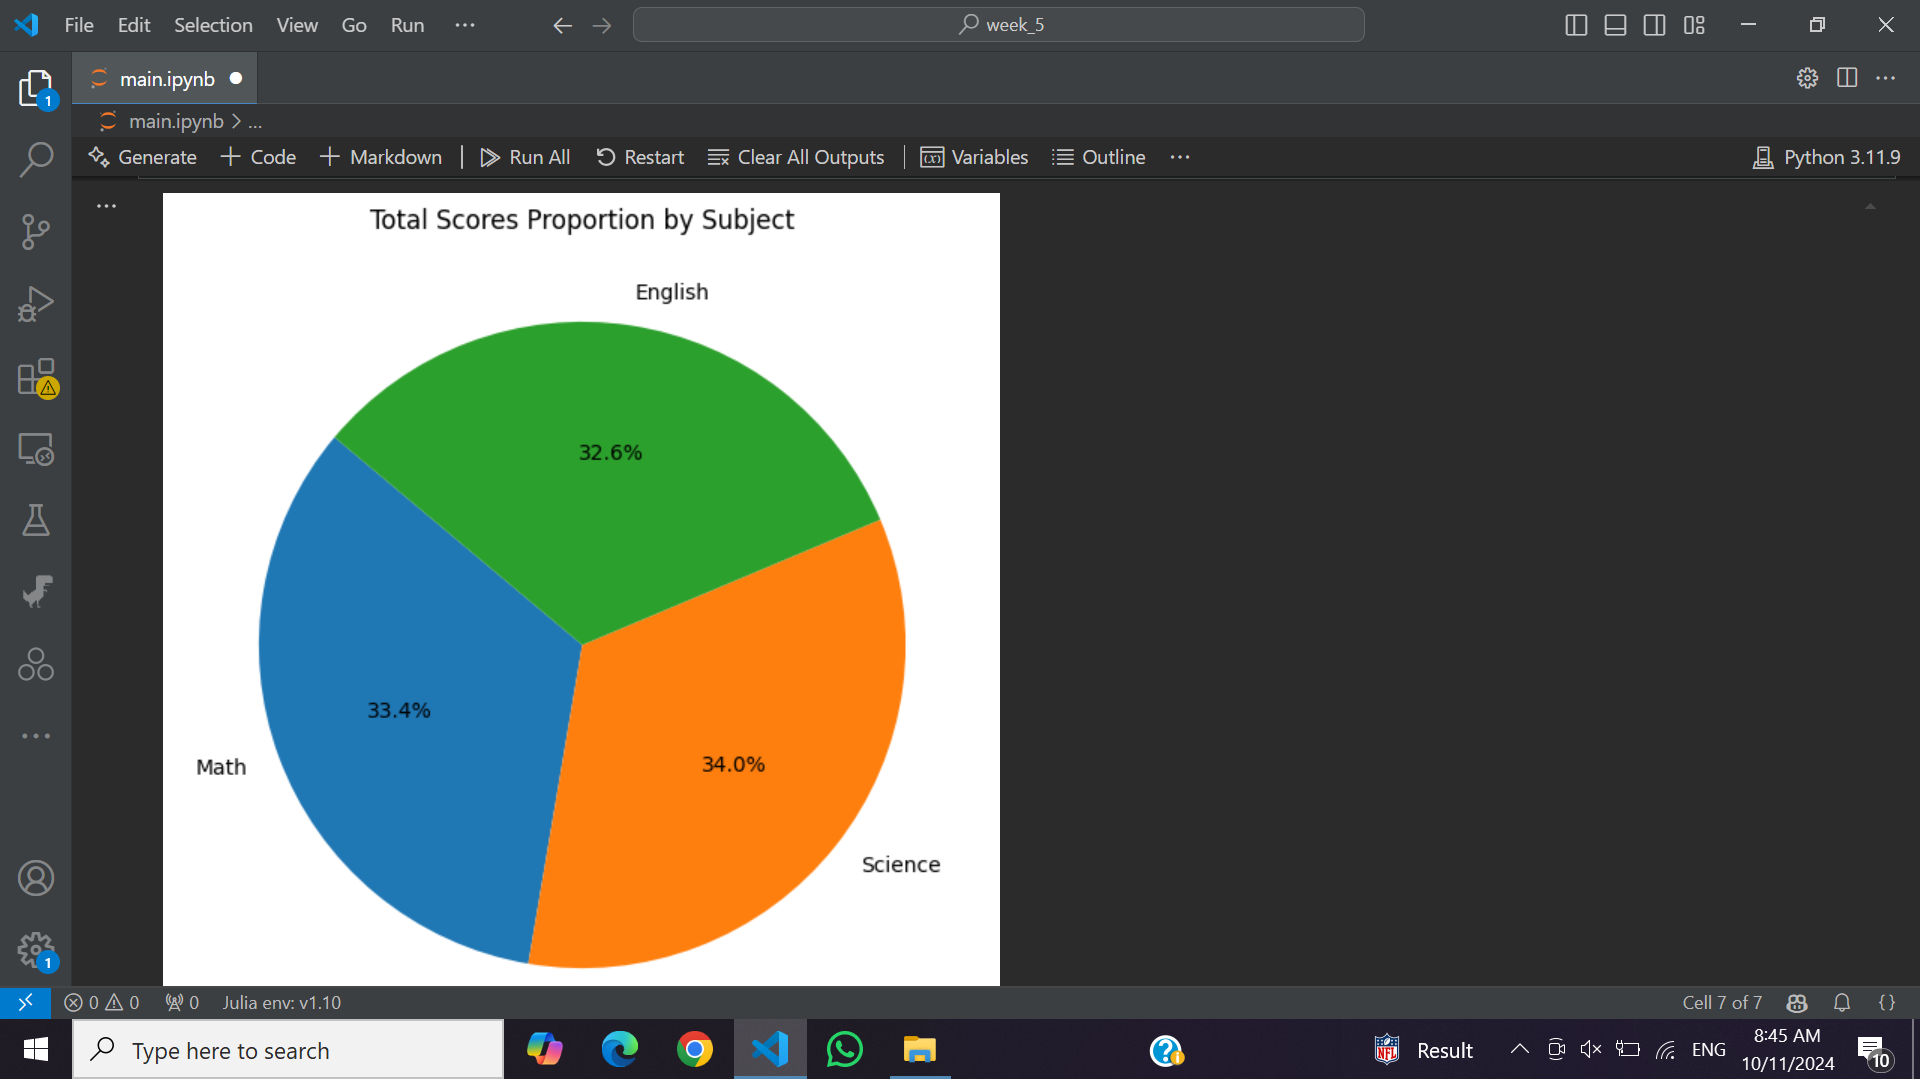 File Edit Selection View Go Run ... week_5
main.ipynb
1
main.ipynb > ...
Generate Code Markdown Run All Restart Clear All Outputs Variables Outline ... Python 3.11.9
...
Total Scores Proportion by Subject
English
32.6%
33.4%
34.0%
Math
Science
1
0 0 0 Julia env: v1.10 Cell 7 of 7 {}
Type here to search
NFL Result ENG
8:45 AM
10/11/2024
10